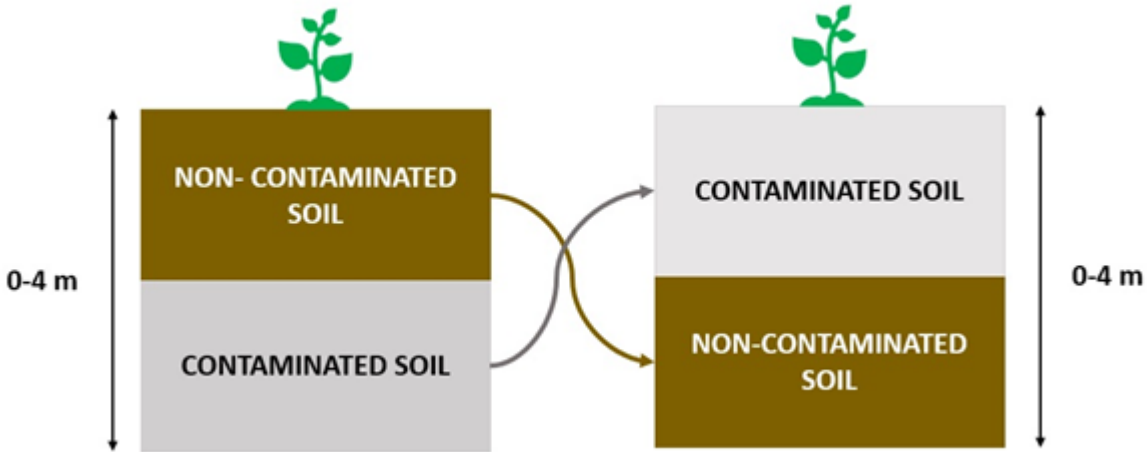 NON- CONTAMINATED
SOIL
CONTAMINATED SOIL
0-4 m
CONTAMINATED SOIL
NON-CONTAMINATED
SOIL
0-4 m